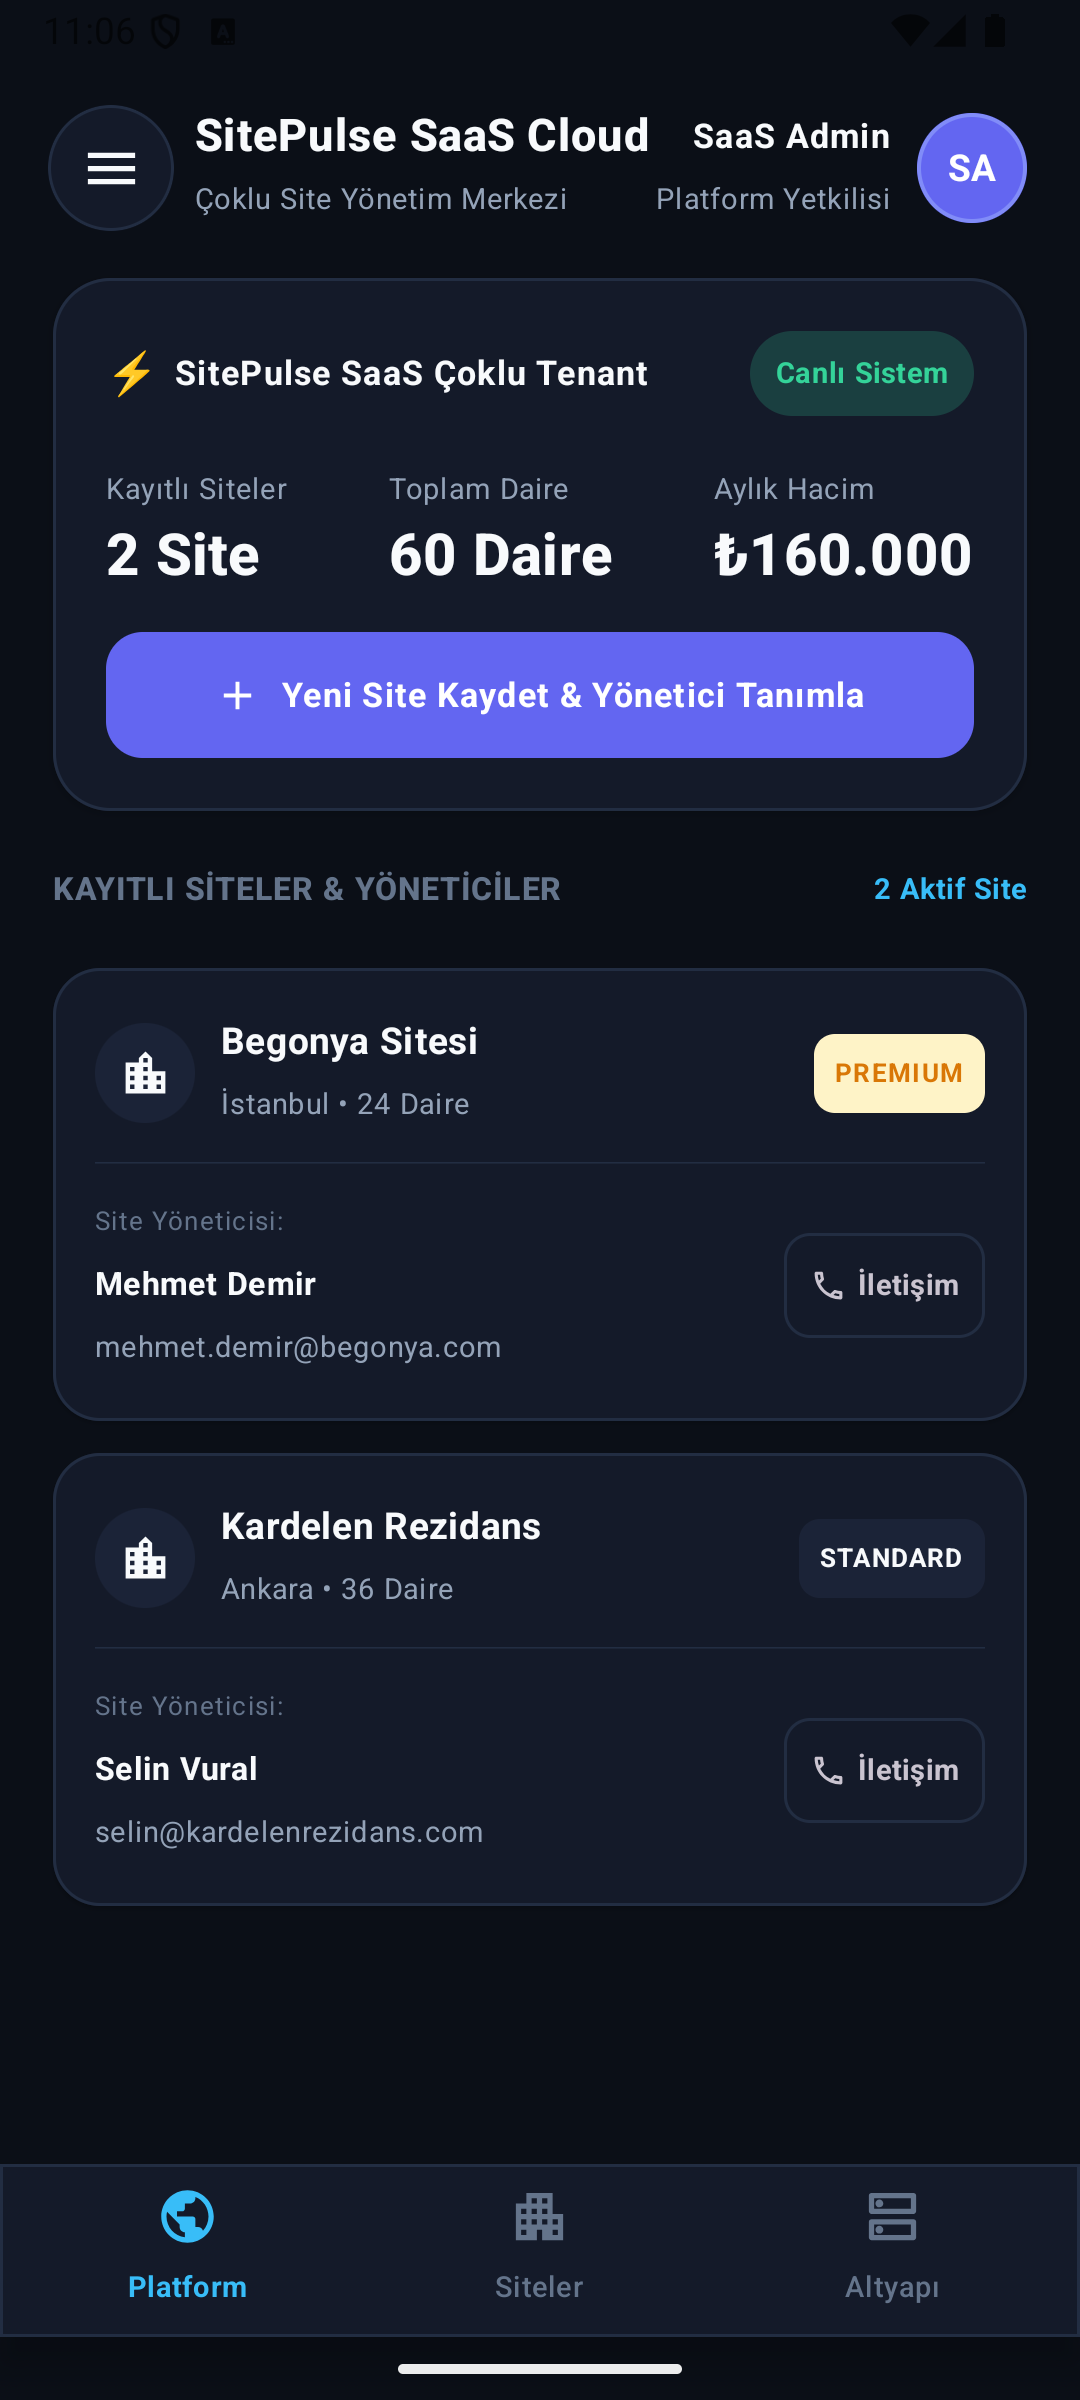 11:06
SitePulse SaaS Cloud
Çoklu Site Yönetim Merkezi
SaaS Admin
Platform Yetkilisi
SA
⚡ SitePulse SaaS Çoklu Tenant
Canlı Sistem
Kayıtlı Siteler
2 Site
Toplam Daire
60 Daire
Aylık Hacim
₺160.000
+ Yeni Site Kaydet & Yönetici Tanımla
KAYITLI SİTELER & YÖNETİCİLER
2 Aktif Site
Begonya Sitesi
İstanbul • 24 Daire
PREMIUM
Site Yöneticisi:
Mehmet Demir
mehmet.demir@begonya.com
İletişim
Kardelen Rezidans
Ankara • 36 Daire
STANDARD
Site Yöneticisi:
Selin Vural
selin@kardelenrezidans.com
İletişim
Platform
Siteler
Altyapı